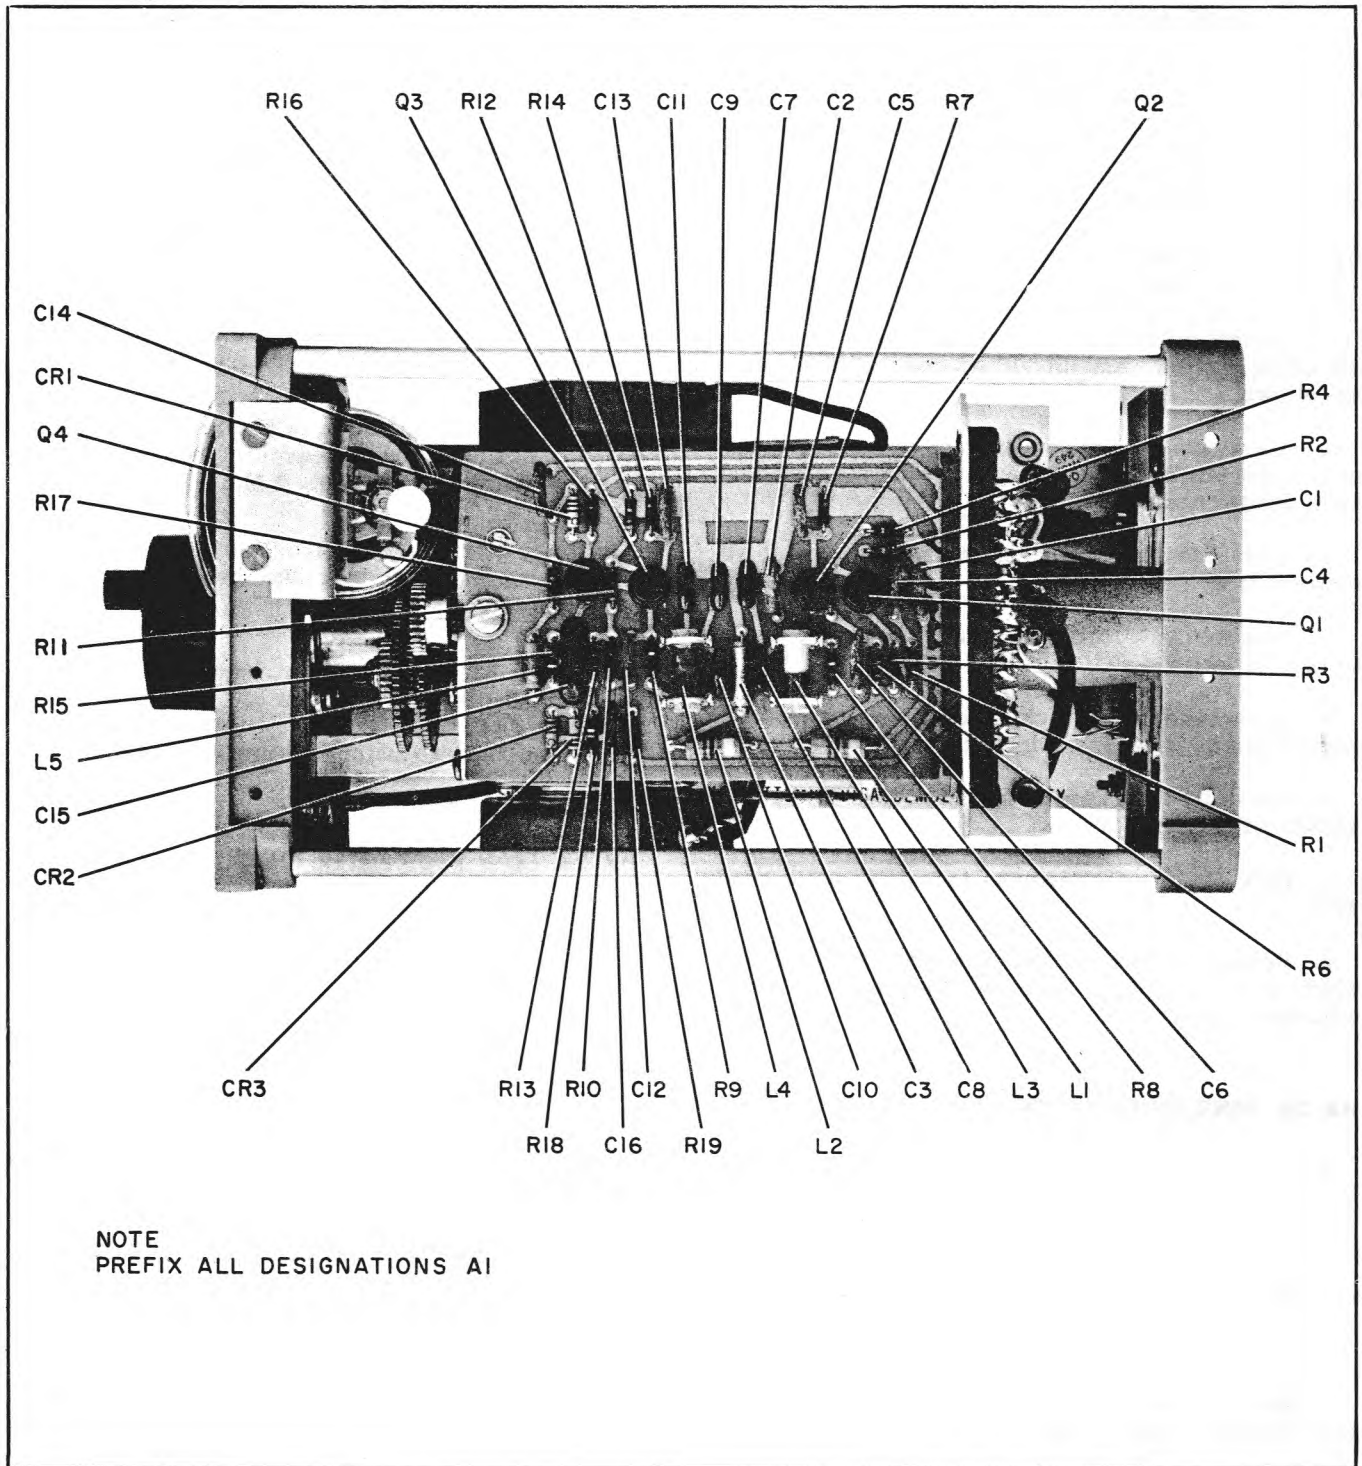 R16 Q3 R12 R14 C13 C11 C9 C7 C2 C5 R7 Q2
C14
CR1
Q4
R17
R11
R15
L5
C15
CR2
R4
R2
C1
C4
Q1
R3
R1
R6
CR3 R13 R10 C12 R9 L4 C10 C3 C8 L3 L1 R8 C6
R18 C16 R19 L2
NOTE
PREFIX ALL DESIGNATIONS A1